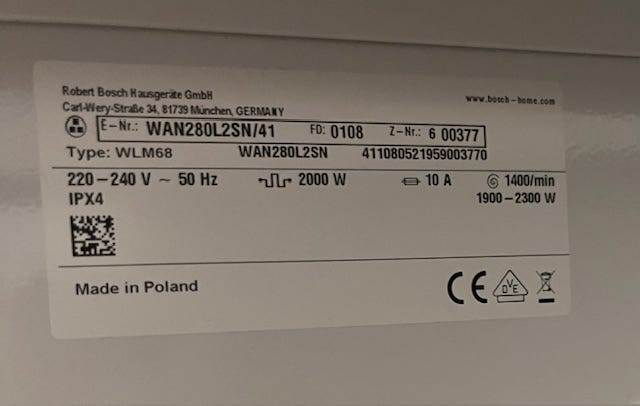 Robert Bosch Hausgeräte GmbH
www.bosch-home.com
Carl-Wery-Straße 34, 81739 München, GERMANY
E-Nr.: WAN280L2SN/41 FD: 0108 Z-Nr.: 6 00377
Type: WLM68 WAN280L2SN 411080521959003770
220-240 V ~ 50 Hz 2000 W 10 A 1400/min
IPX4 1900-2300 W
Made in Poland CE DVE